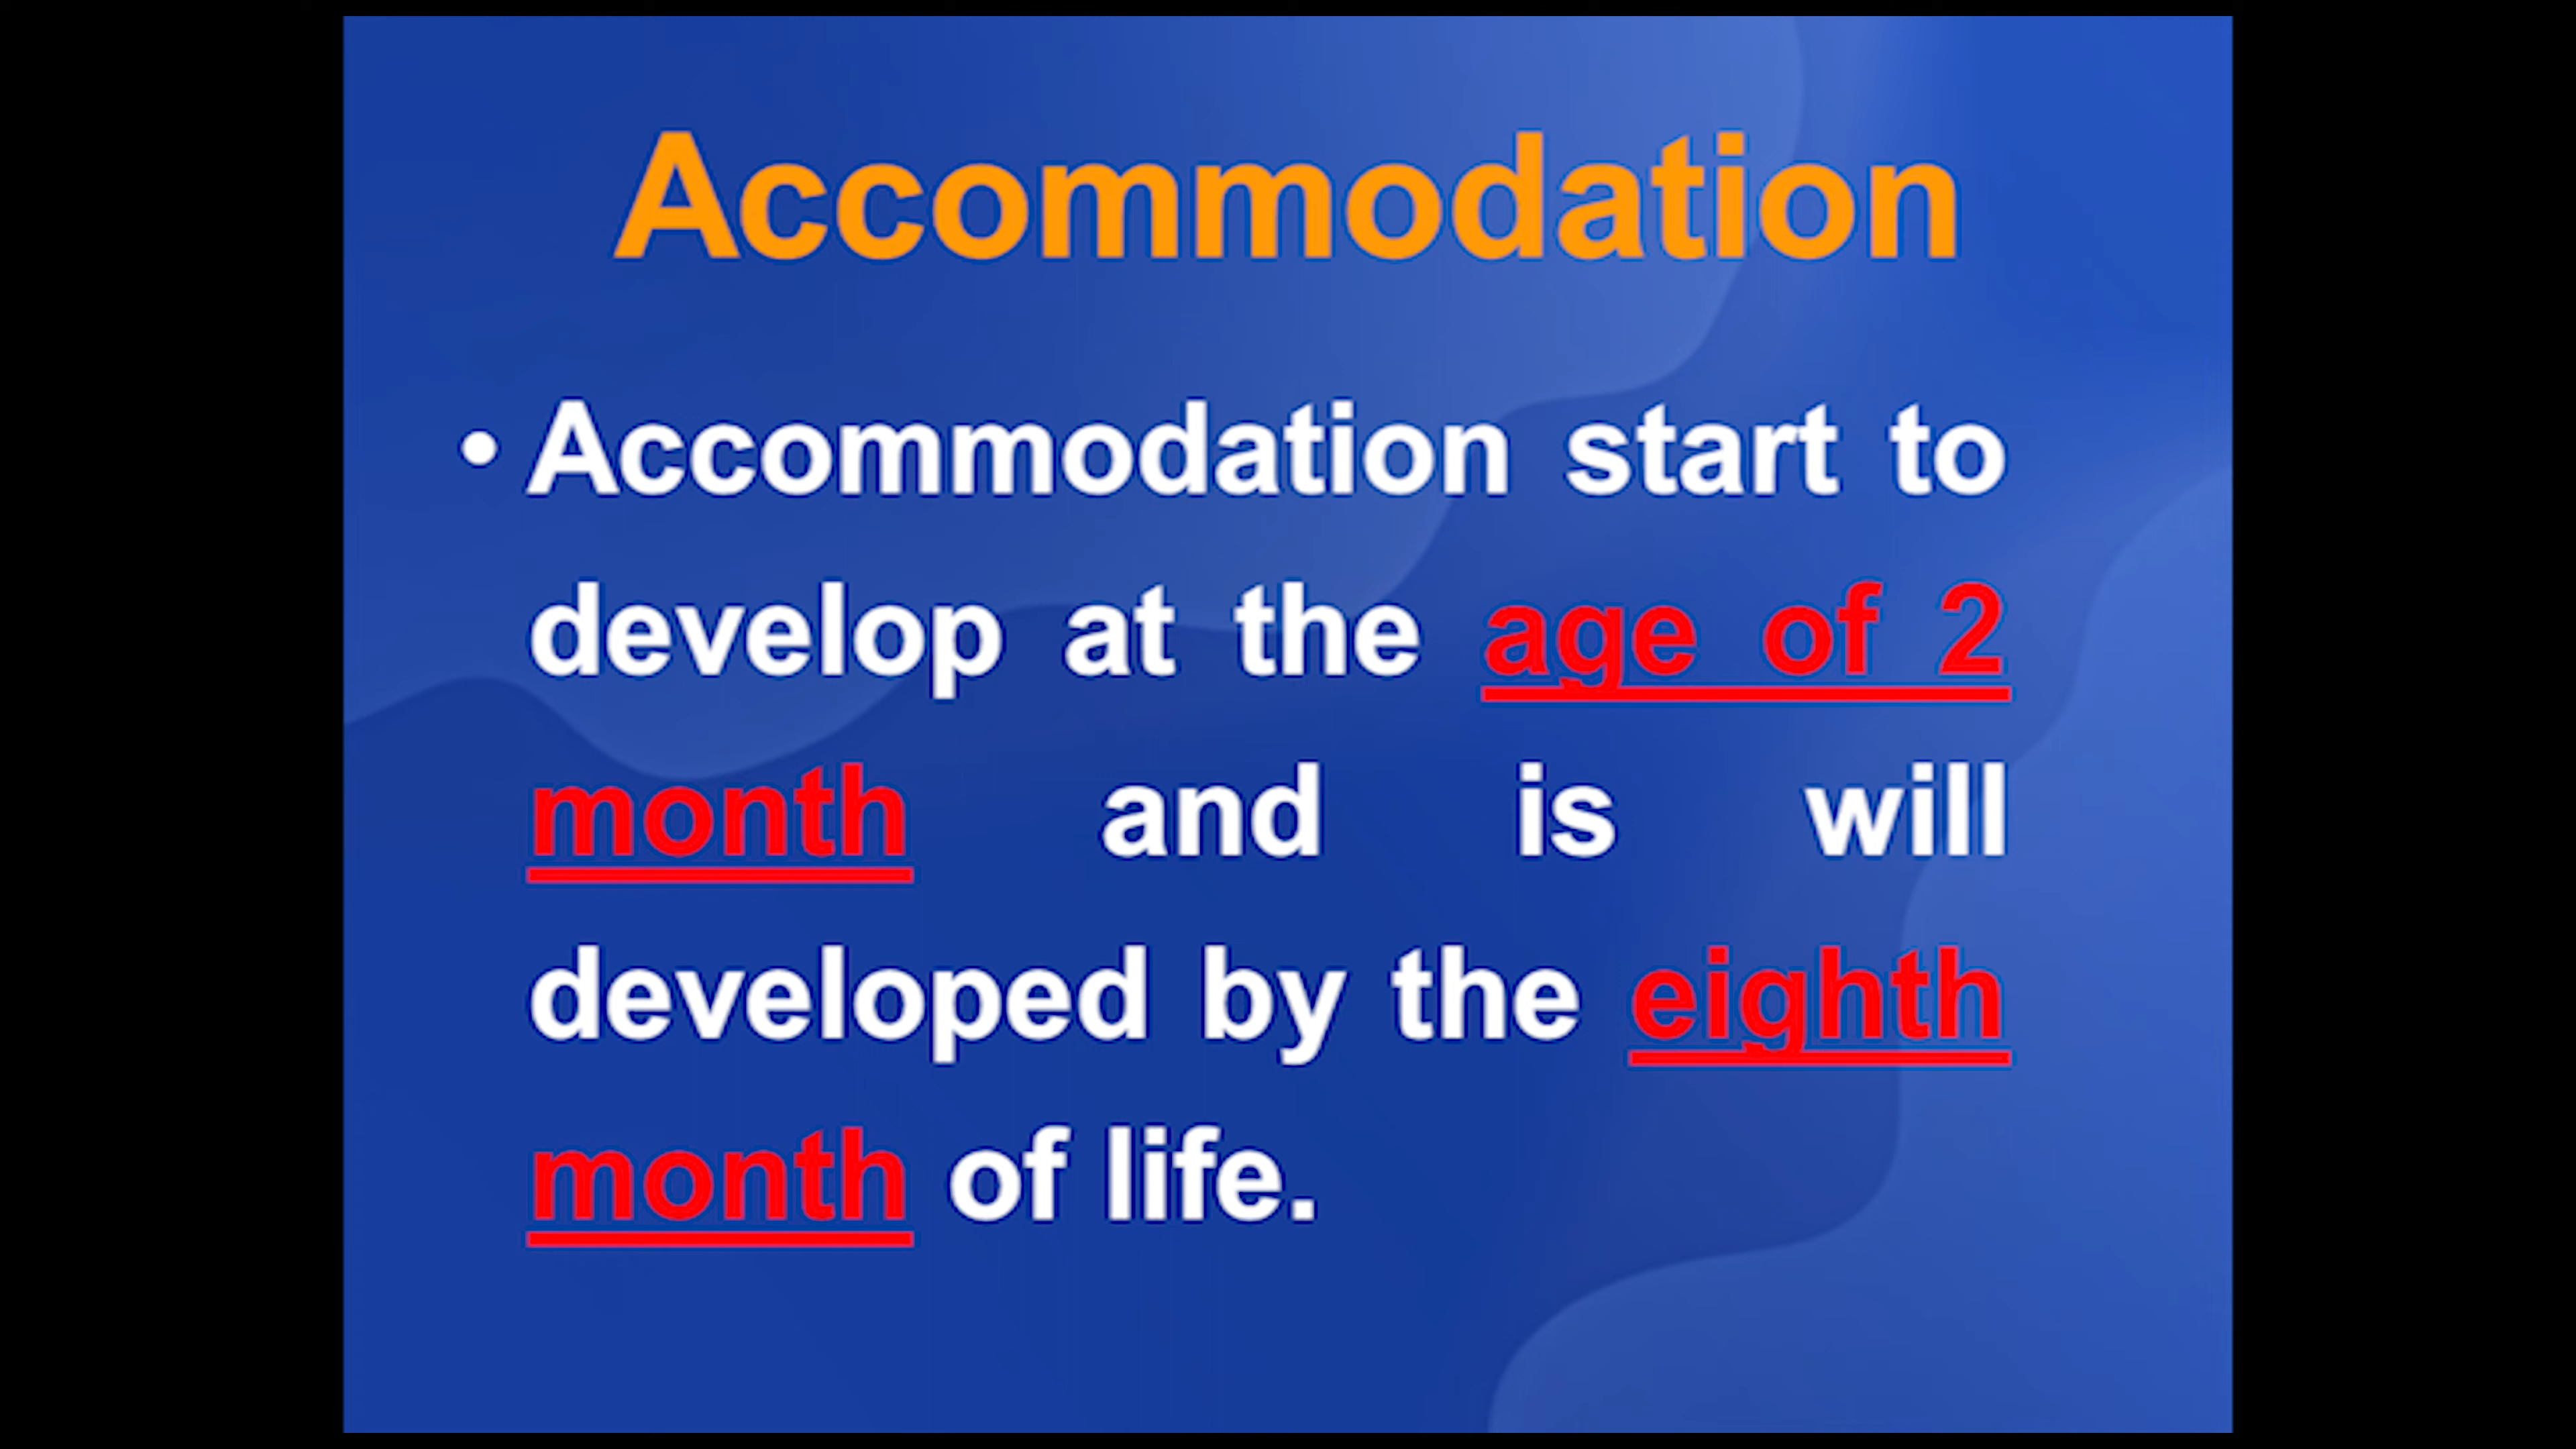 Accommodation
• Accommodation start to
develop at the age of 2
month and is will
developed by the eighth
month of life.